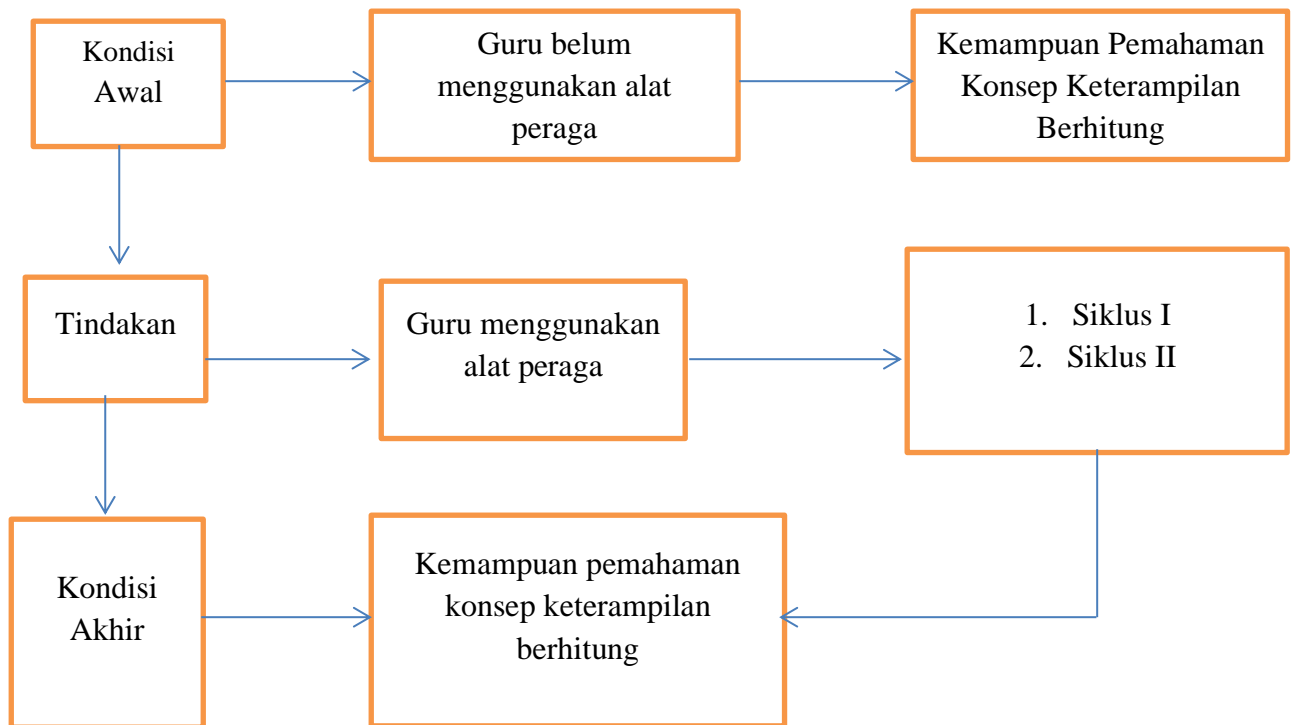 Kondisi
Awal
Guru belum
menggunakan alat
peraga
Kemampuan Pemahaman
Konsep Keterampilan
Berhitung
Tindakan
Guru menggunakan
alat peraga
1. Siklus I
2. Siklus II
Kondisi
Akhir
Kemampuan pemahaman
konsep keterampilan
berhitung